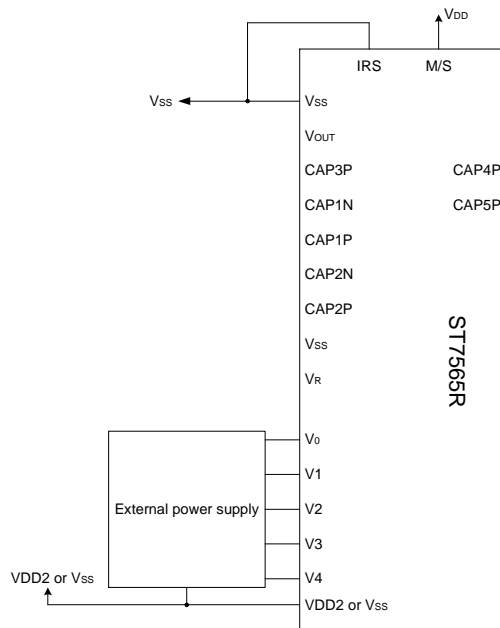 VDD
IRS M/S
VSS VSS
VOUT
CAP3P CAP4P
CAP1N CAP5P
CAP1P
CAP2N
CAP2P
VSS
VR
ST7565R
V0
V1
External power supply V2
V3
VDD2 or VSS V4
VDD2 or VSS